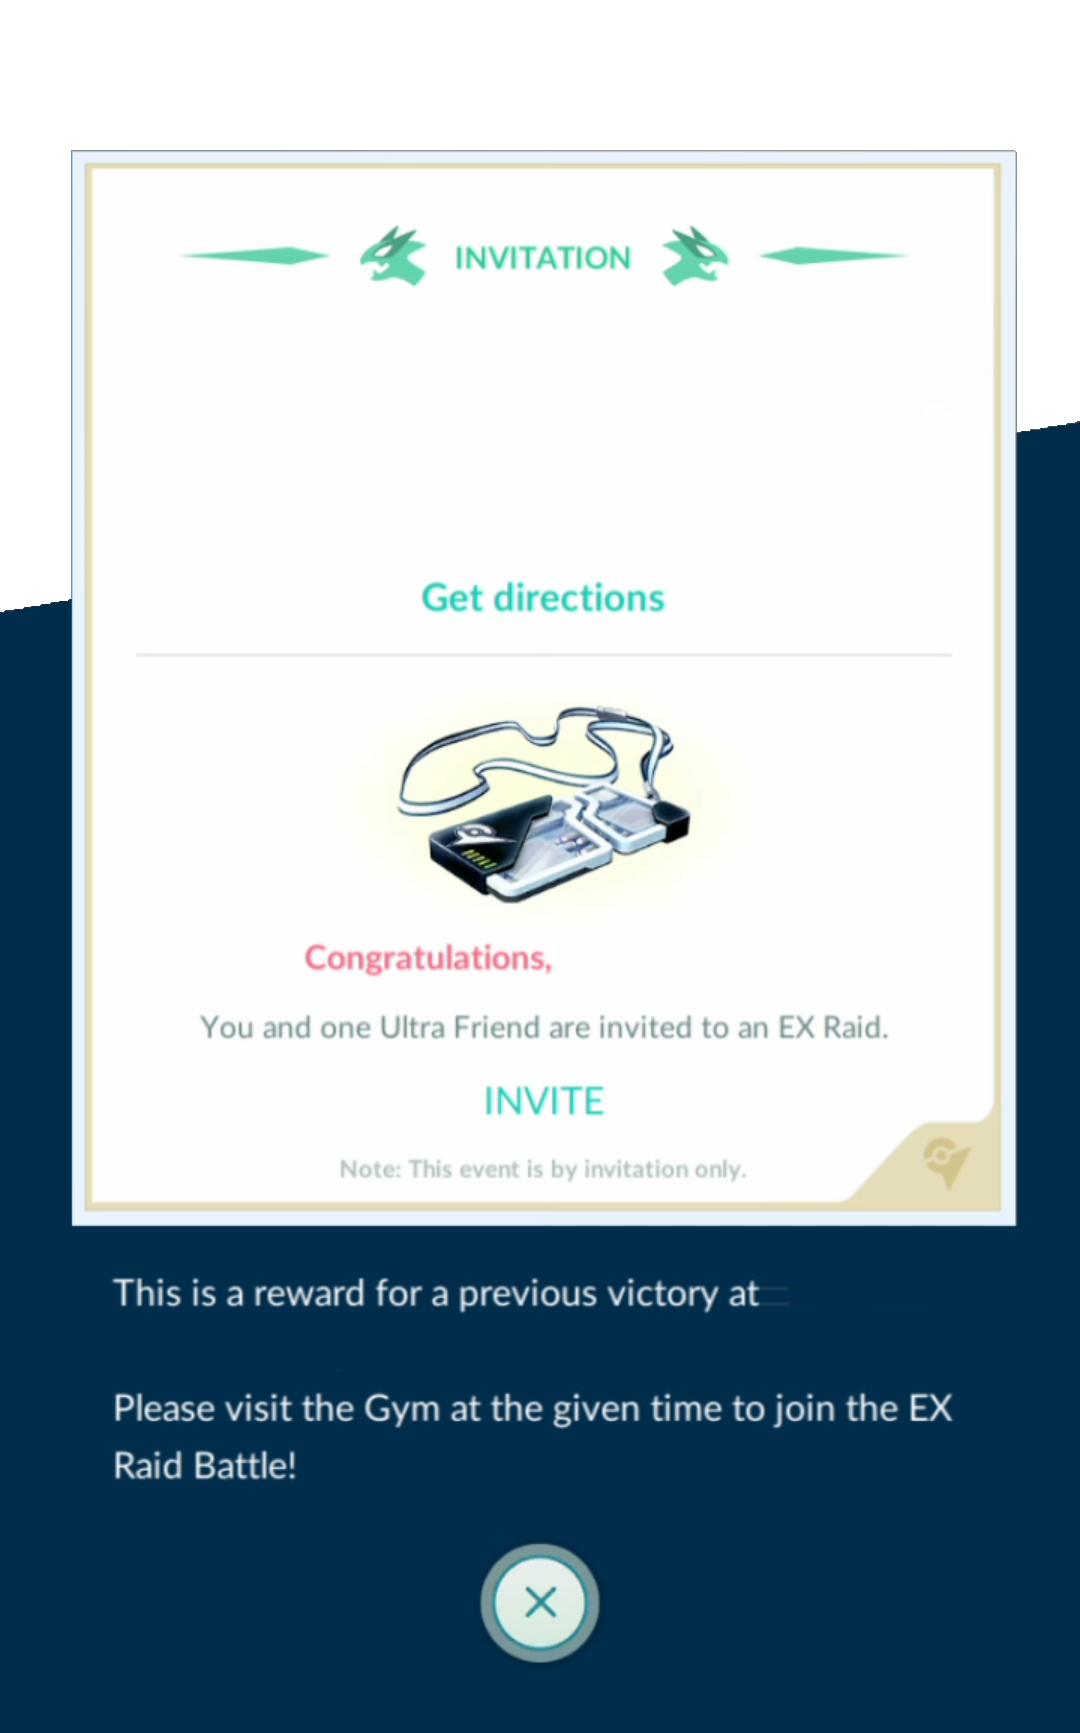 INVITATION
Get directions
Congratulations,
You and one Ultra Friend are invited to an EX Raid.
INVITE
Note: This event is by invitation only.
This is a reward for a previous victory at
Please visit the Gym at the given time to join the EX
Raid Battle!